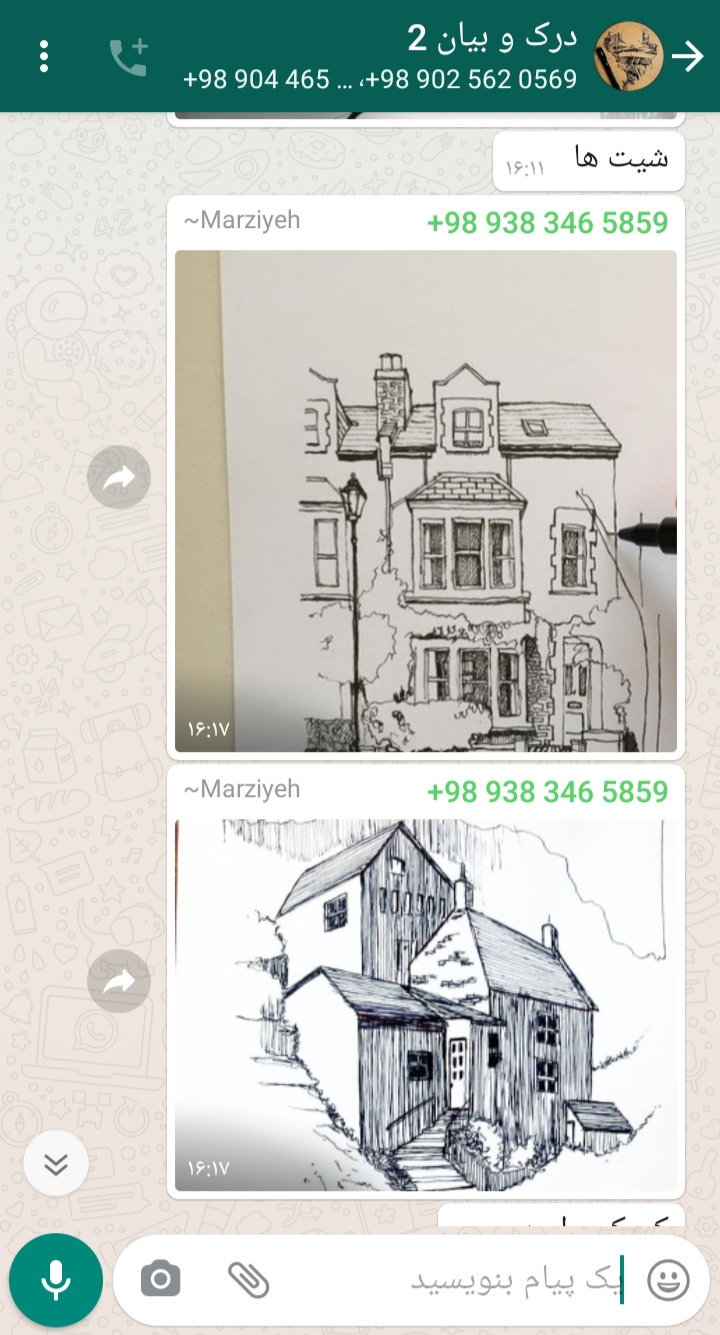 درک و بیان 2
+98 904 465 ... ،+98 902 562 0569
شیت ها
۱۶:۱۱
~Marziyeh
+98 938 346 5859
۱۶:۱۷
~Marziyeh
+98 938 346 5859
۱۶:۱۷
یک پیام بنویسید